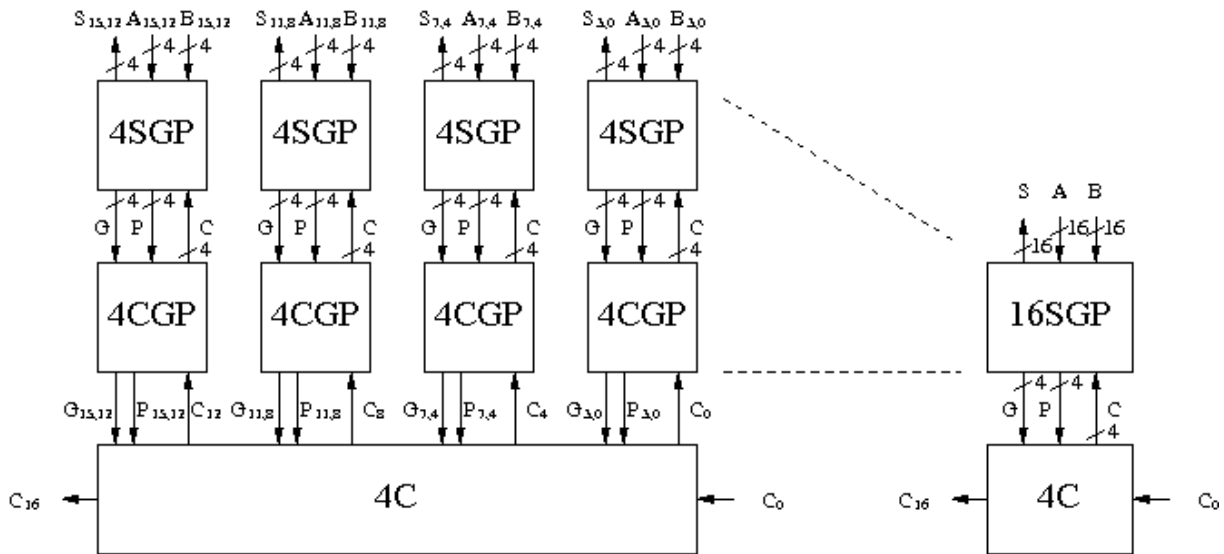 S15,12 A15,12 B15,12 S11,8 A11,8 B11,8 S7,4 A7,4 B7,4 S3,0 A3,0 B3,0
4 4 4 4 4 4 4 4 4 4 4 4
4SGP 4SGP 4SGP 4SGP
S A B
4 4 4 4 4 4 4 4
G P C G P C G P C G P C
4 4 4 4
16 16 16
4CGP 4CGP 4CGP 4CGP 16SGP
4 4
G15,12 P15,12 C12 G11,8 P11,8 C8 G7,4 P7,4 C4 G3,0 P3,0 C0 G P C
4
C16 4C C0 C16 4C C0